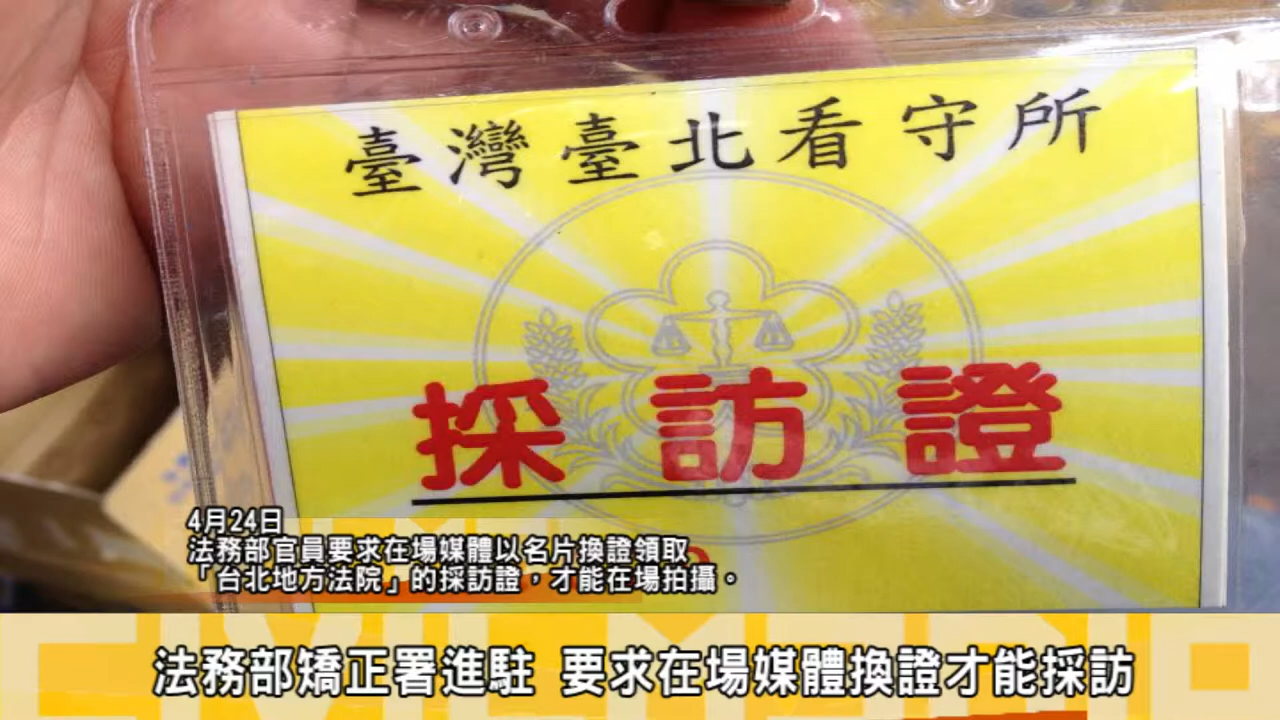 臺灣臺北看守所
採訪證
4月24日
法務部官員要求在場媒體以名片換證領取
「台北地方法院」的採訪證，才能在場拍攝。
法務部矯正署進駐 要求在場媒體換證才能採訪